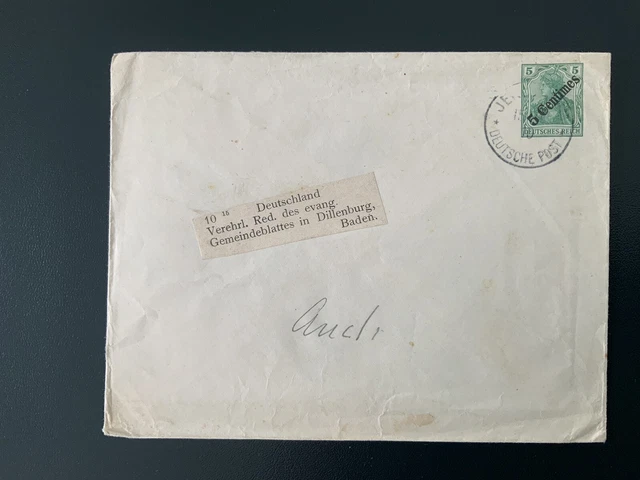 5 5
5 Centimes
DEUTSCHES REICH
DEUTSCHE POST
10 15 Deutschland
Verehrl. Red. des evang.
Gemeindeblattes in Dillenburg,
Baden.